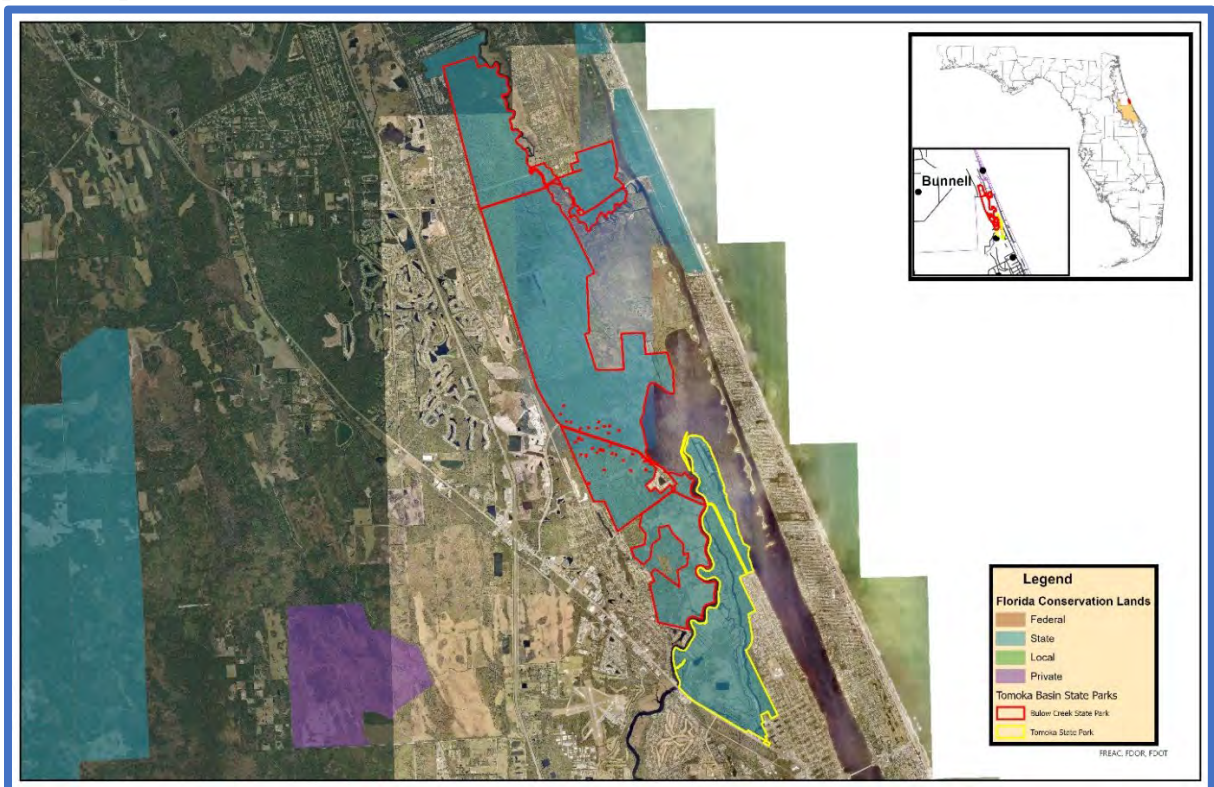 Bunnell
Legend
Florida Conservation Lands
Federal
State
Local
Private
Tomoka Basin State Parks
Bulow Creek State Park
Tomoka State Park
FREAC, FDOR, FDOT